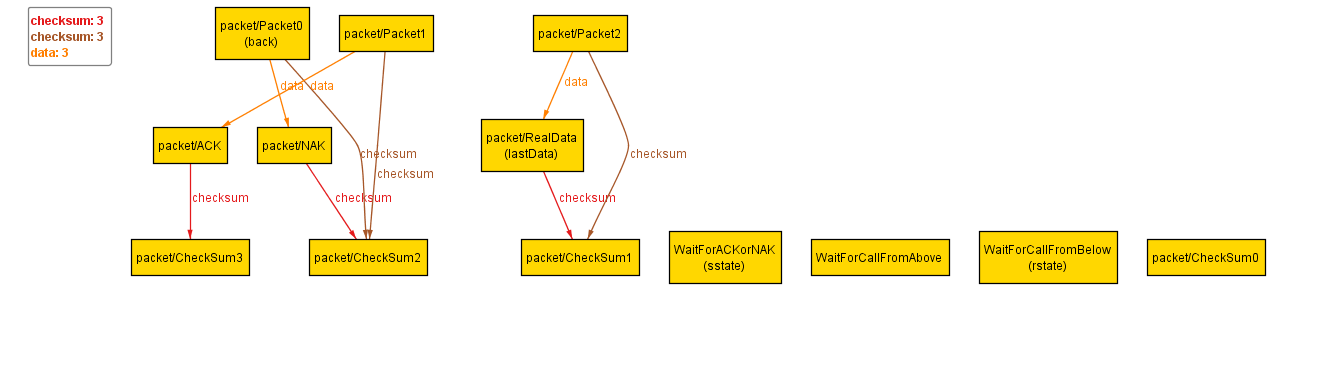 checksum: 3
checksum: 3
data: 3
packet/Packet0
(back)
packet/Packet1
packet/Packet2
data
data
data
packet/ACK
packet/NAK
packet/RealData
(lastData)
checksum
checksum
checksum
checksum
checksum
checksum
packet/CheckSum3
packet/CheckSum2
packet/CheckSum1
WaitForACKorNAK
(sstate)
WaitForCallFromAbove
WaitForCallFromBelow
(rstate)
packet/CheckSum0